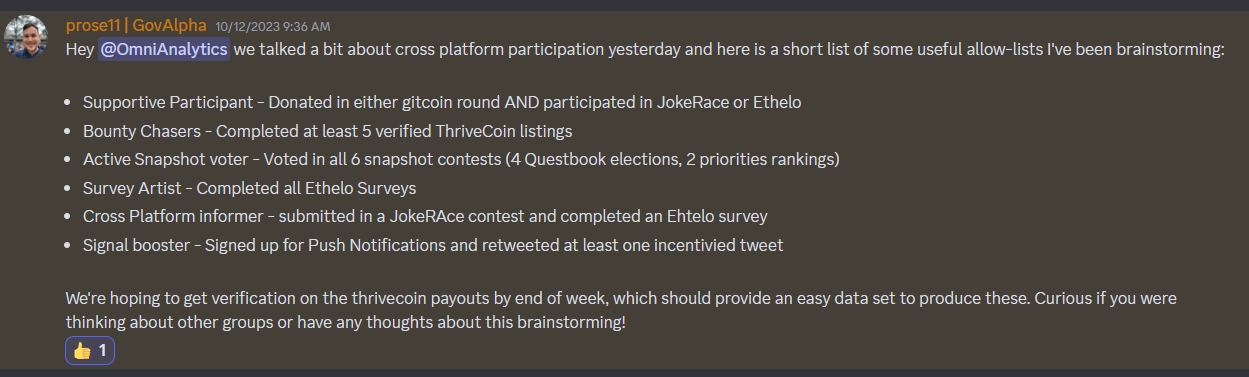 prose11 | GovAlpha 10/12/2023 9:36 AM
Hey @OmniAnalytics we talked a bit about cross platform participation yesterday and here is a short list of some useful allow-lists I've been brainstorming:
• Supportive Participant - Donated in either gitcoin round AND participated in JokeRace or Ethelo
• Bounty Chasers - Completed at least 5 verified ThriveCoin listings
• Active Snapshot voter - Voted in all 6 snapshot contests (4 Questbook elections, 2 priorities rankings)
• Survey Artist - Completed all Ethelo Surveys
• Cross Platform informer - submitted in a JokeRAce contest and completed an Ehtelo survey
• Signal booster - Signed up for Push Notifications and retweeted at least one incentivied tweet
We're hoping to get verification on the thrivecoin payouts by end of week, which should provide an easy data set to produce these. Curious if you were
thinking about other groups or have any thoughts about this brainstorming!
👍 1